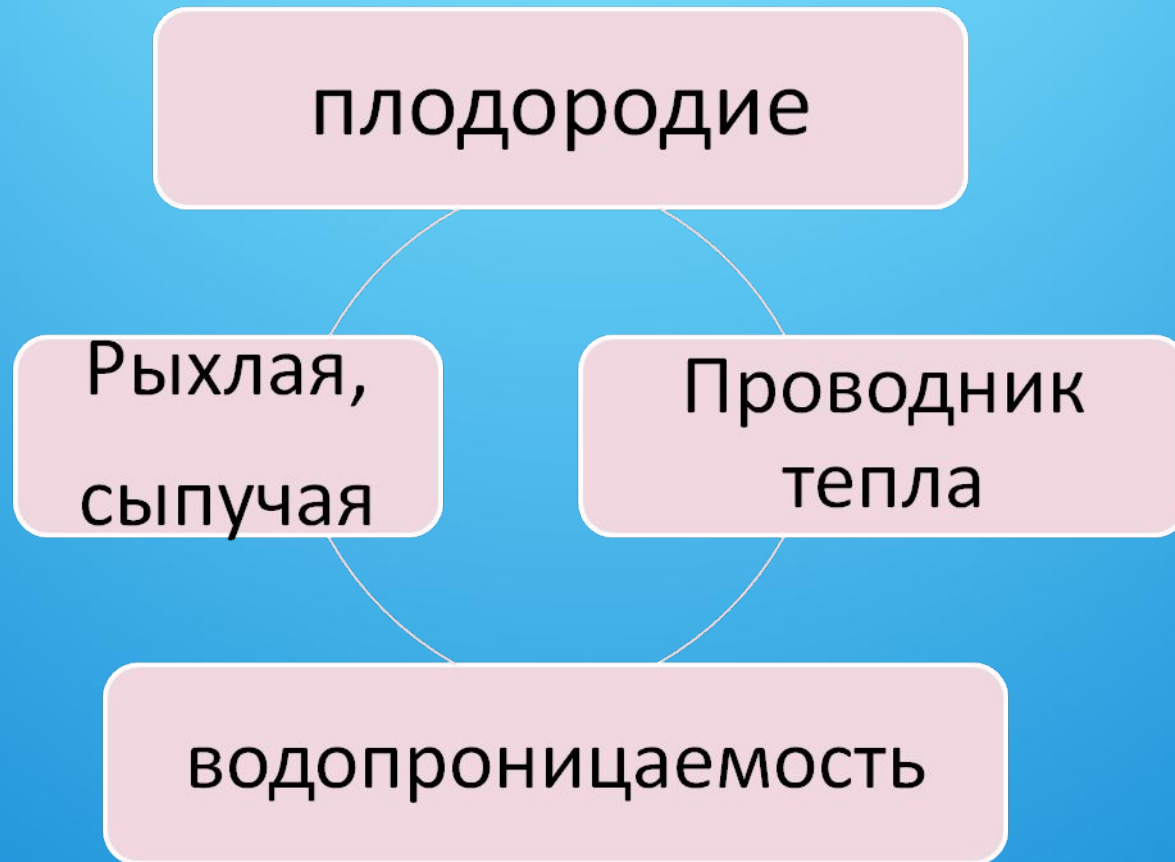 плодородие
Рыхлая,
сыпучая
Проводник
тепла
водопроницаемость